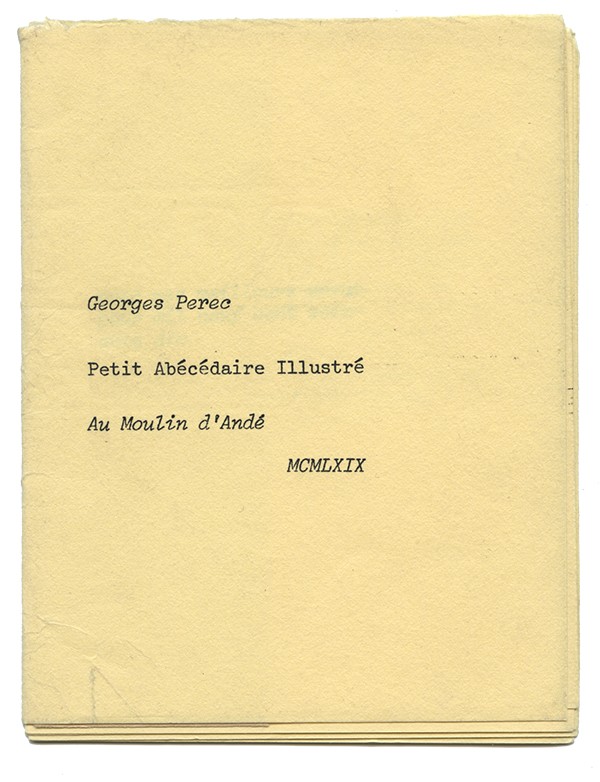 Georges Perec
Petit Abécédaire Illustré
Au Moulin d'Andé
MCMLXIX